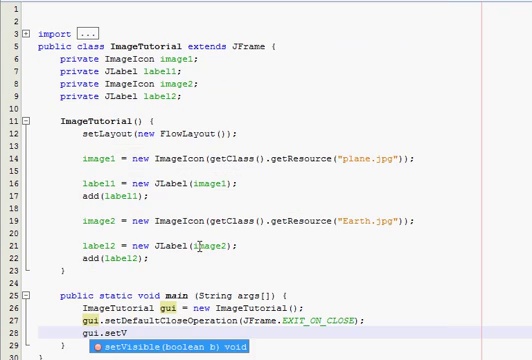 1
2
3 import ...
5 public class ImageTutorial extends JFrame {
6 private ImageIcon image1;
7 private JLabel label1;
8 private ImageIcon image2;
9 private JLabel label2;
10
11 ImageTutorial() {
12 setLayout(new FlowLayout());
13
14 image1 = new ImageIcon(getClass().getResource("plane.jpg"));
15
16 label1 = new JLabel(image1);
17 add(label1);
18
19 image2 = new ImageIcon(getClass().getResource("Earth.jpg"));
20
21 label2 = new JLabel(image2);
22 add(label2);
23 }
24
25 public static void main (String args[]) {
26 ImageTutorial gui = new ImageTutorial();
27 gui.setDefaultCloseOperation(JFrame.EXIT_ON_CLOSE);
28 gui.setV
29 }
setVisible(boolean b) void
30 }